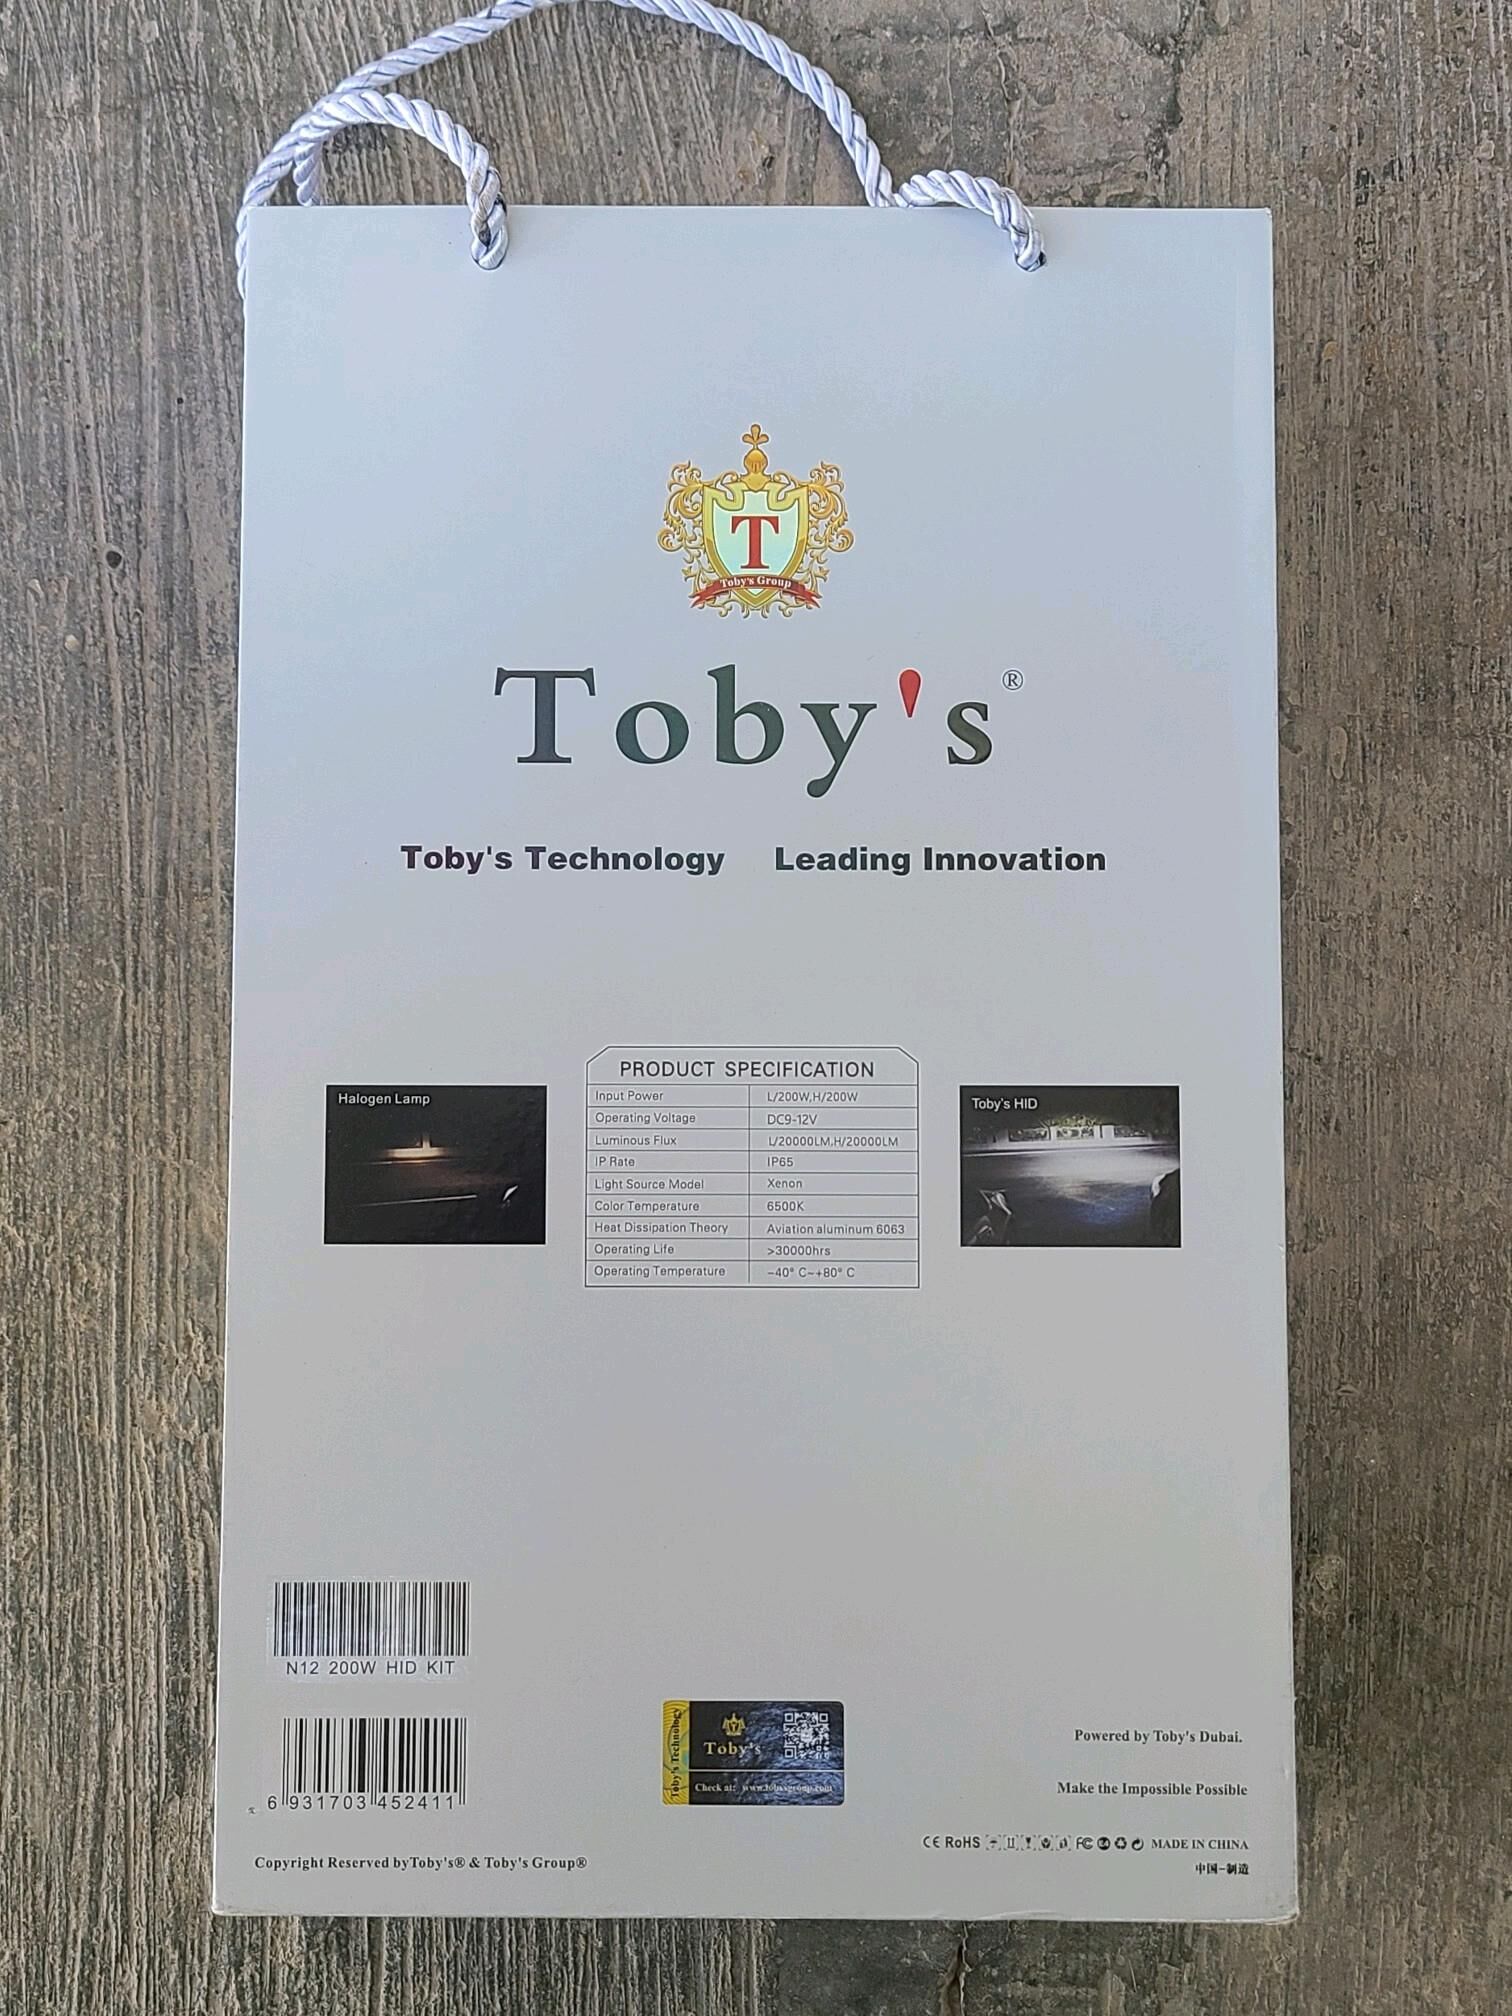 T
Toby's Group
Toby's®
Toby's Technology Leading Innovation
Halogen Lamp
PRODUCT SPECIFICATION
Input Power L/200W,H/200W
Operating Voltage DC9-12V
Luminous Flux L/20000LM,H/20000LM
IP Rate IP65
Light Source Model Xenon
Color Temperature 6500K
Heat Dissipation Theory Aviation aluminum 6063
Operating Life >30000hrs
Operating Temperature -40° C~+80° C
Toby's HID
N12 200W HID KIT
6 931703 452411
Toby's Technology
Toby's
Check at: www.tobysgroup.com
Powered by Toby's Dubai.
Make the Impossible Possible
CE RoHS FC MADE IN CHINA
中国-制造
Copyright Reserved byToby's® & Toby's Group®